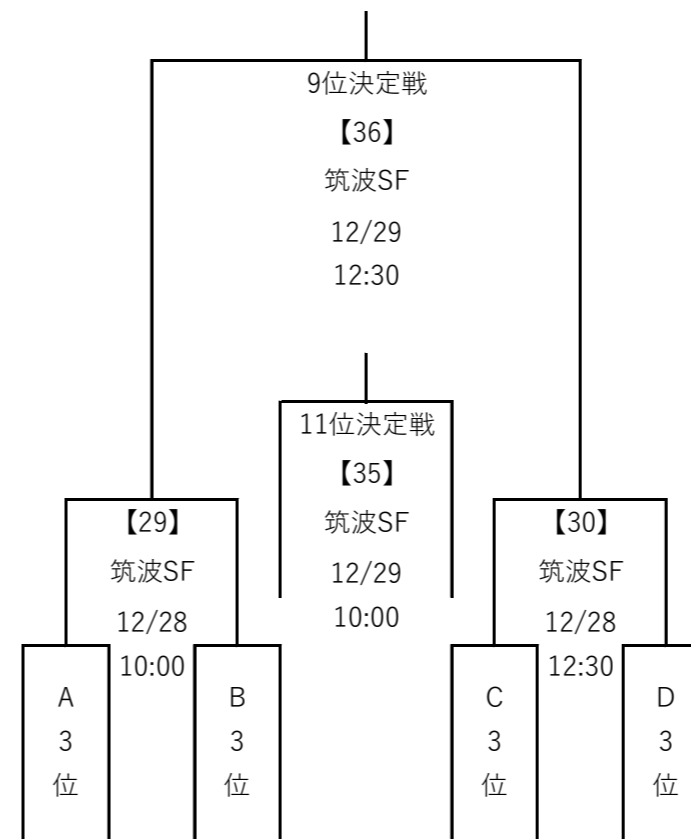 9位決定戦
【36】
筑波SF
12/29
12:30
11位決定戦
【35】
筑波SF
12/29
10:00
【29】
筑波SF
12/28
10:00
【30】
筑波SF
12/28
12:30
A
3
位
B
3
位
C
3
位
D
3
位